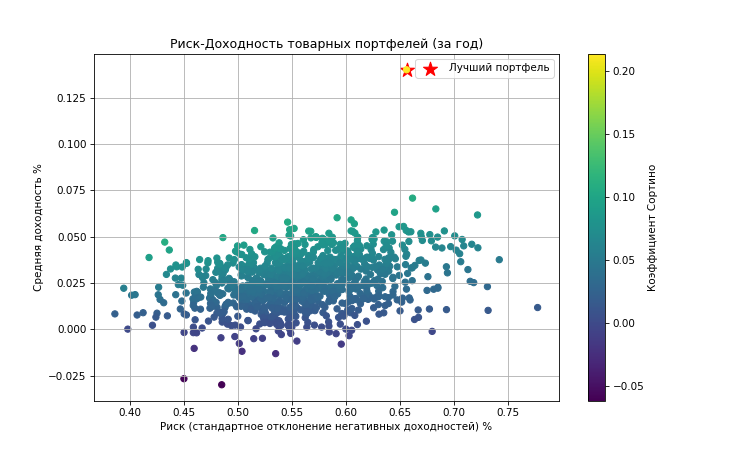 Риск-Доходность товарных портфелей (за год)
Лучший портфель
0.125
0.100
0.075
0.050
0.025
0.000
−0.025
Средняя доходность %
0.40 0.45 0.50 0.55 0.60 0.65 0.70 0.75
Риск (стандартное отклонение негативных доходностей) %
0.20
0.15
0.10
0.05
0.00
−0.05
Коэффициент Сортино